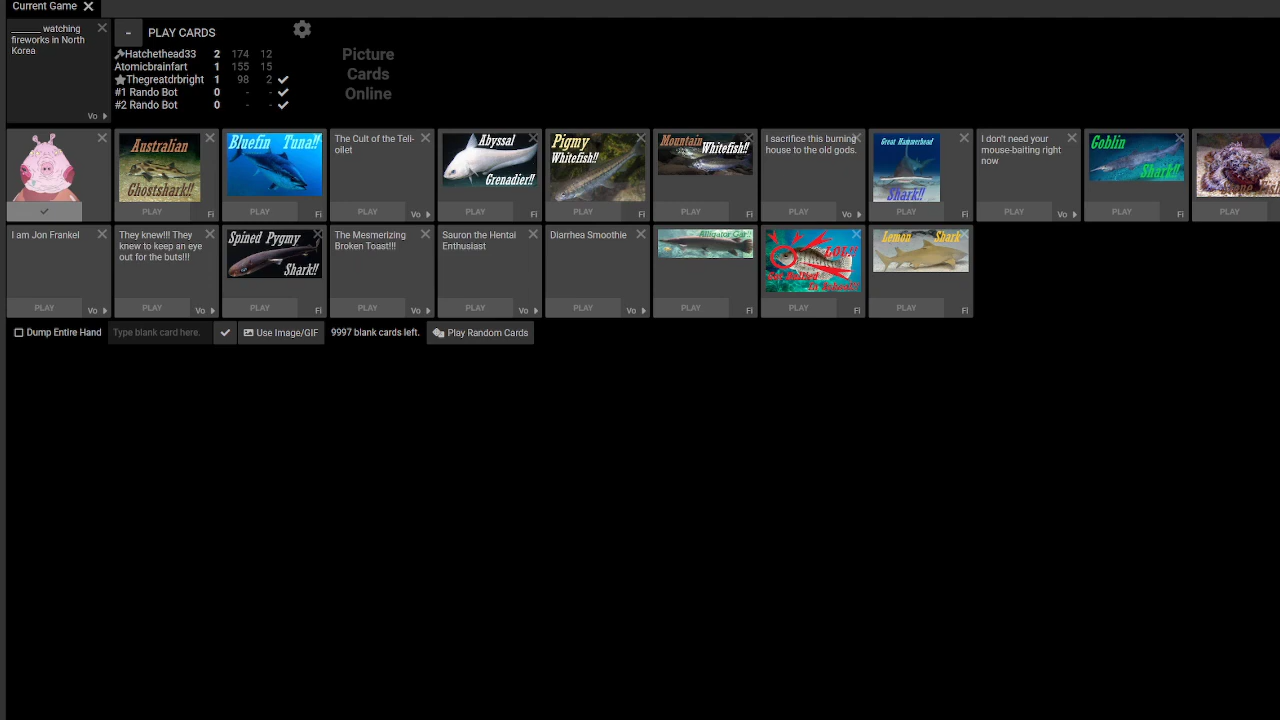 Current Game
______ watching
fireworks in North
Korea
Vo
-
PLAY CARDS
Hatchethead33 2 174 12
Atomicbrainfart 1 155 15
Thegreatdrbright 1 98 2
#1 Rando Bot 0 - -
#2 Rando Bot 0 - -
Picture
Cards
Online
Australian
Ghostshark!!
PLAY Fi
Bluefin Tuna!!
PLAY Fi
The Cult of the Teli-
oilet
PLAY Vo
Abyssal
Grenadier!!
PLAY Fi
Pigmy
Whitefish!!
PLAY Fi
Mountain
Whitefish!!
PLAY Fi
I sacrifice this burning
house to the old gods.
PLAY Vo
Great Hammerhead
Shark!!
PLAY Fi
I don't need your
mouse-baiting right
now
PLAY Vo
Goblin
Shark!!
PLAY Fi
PLAY
I am Jon Frankel
PLAY Vo
They knew!!! They
knew to keep an eye
out for the buts!!!
PLAY Vo
Spined Pygmy
Shark!!
PLAY Fi
The Mesmerizing
Broken Toast!!!
PLAY Vo
Sauron the Hentai
Enthusiast
PLAY Vo
Diarrhea Smoothie
PLAY Vo
Alligator Gar!!
PLAY Fi
LOL!!
PLAY Fi
Lemon Shark
PLAY Fi
Dump Entire Hand
Type blank card here.
Use Image/GIF
9997 blank cards left.
Play Random Cards